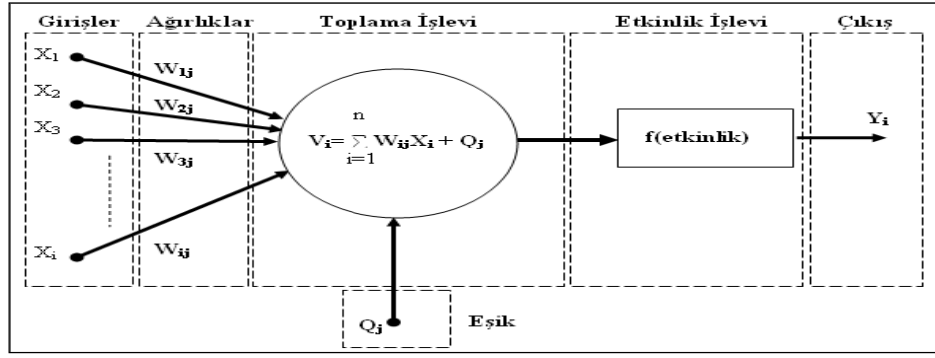 Girişler Ağırlıklar Toplama İşlevi Etkinlik İşlevi Çıkış
X1
W1j
X2
W2j
X3
W3j
n
Vi= ∑ WijXi + Qj
i=1
f(etkinlik)
Yi
Xi
Wij
Qj
Eşik